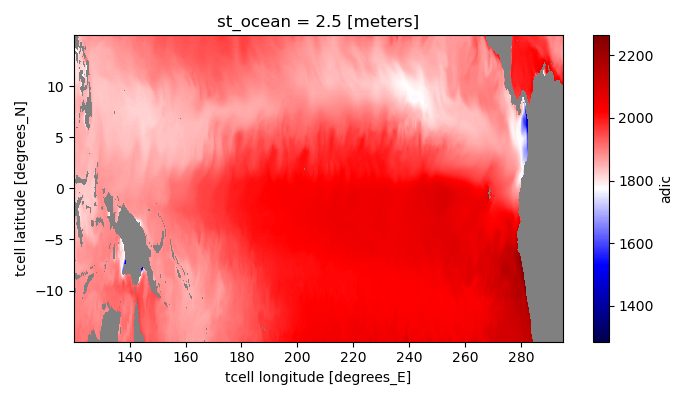 st_ocean = 2.5 [meters]
tcell latitude [degrees_N]
10
5
0
−5
−10
140 160 180 200 220 240 260 280
tcell longitude [degrees_E]
2200
2000
1800
1600
1400
adic